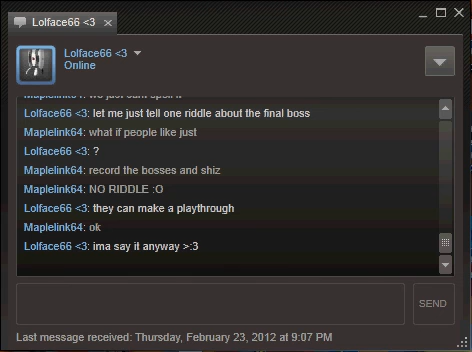 Lolface66 <3
Lolface66 <3
Online
Lolface66 <3: let me just tell one riddle about the final boss
Maplelink64: what if people like just
Lolface66 <3: ?
Maplelink64: record the bosses and shiz
Maplelink64: NO RIDDLE :O
Lolface66 <3: they can make a playthrough
Maplelink64: ok
Lolface66 <3: ima say it anyway >:3
SEND
Last message received: Thursday, February 23, 2012 at 9:07 PM